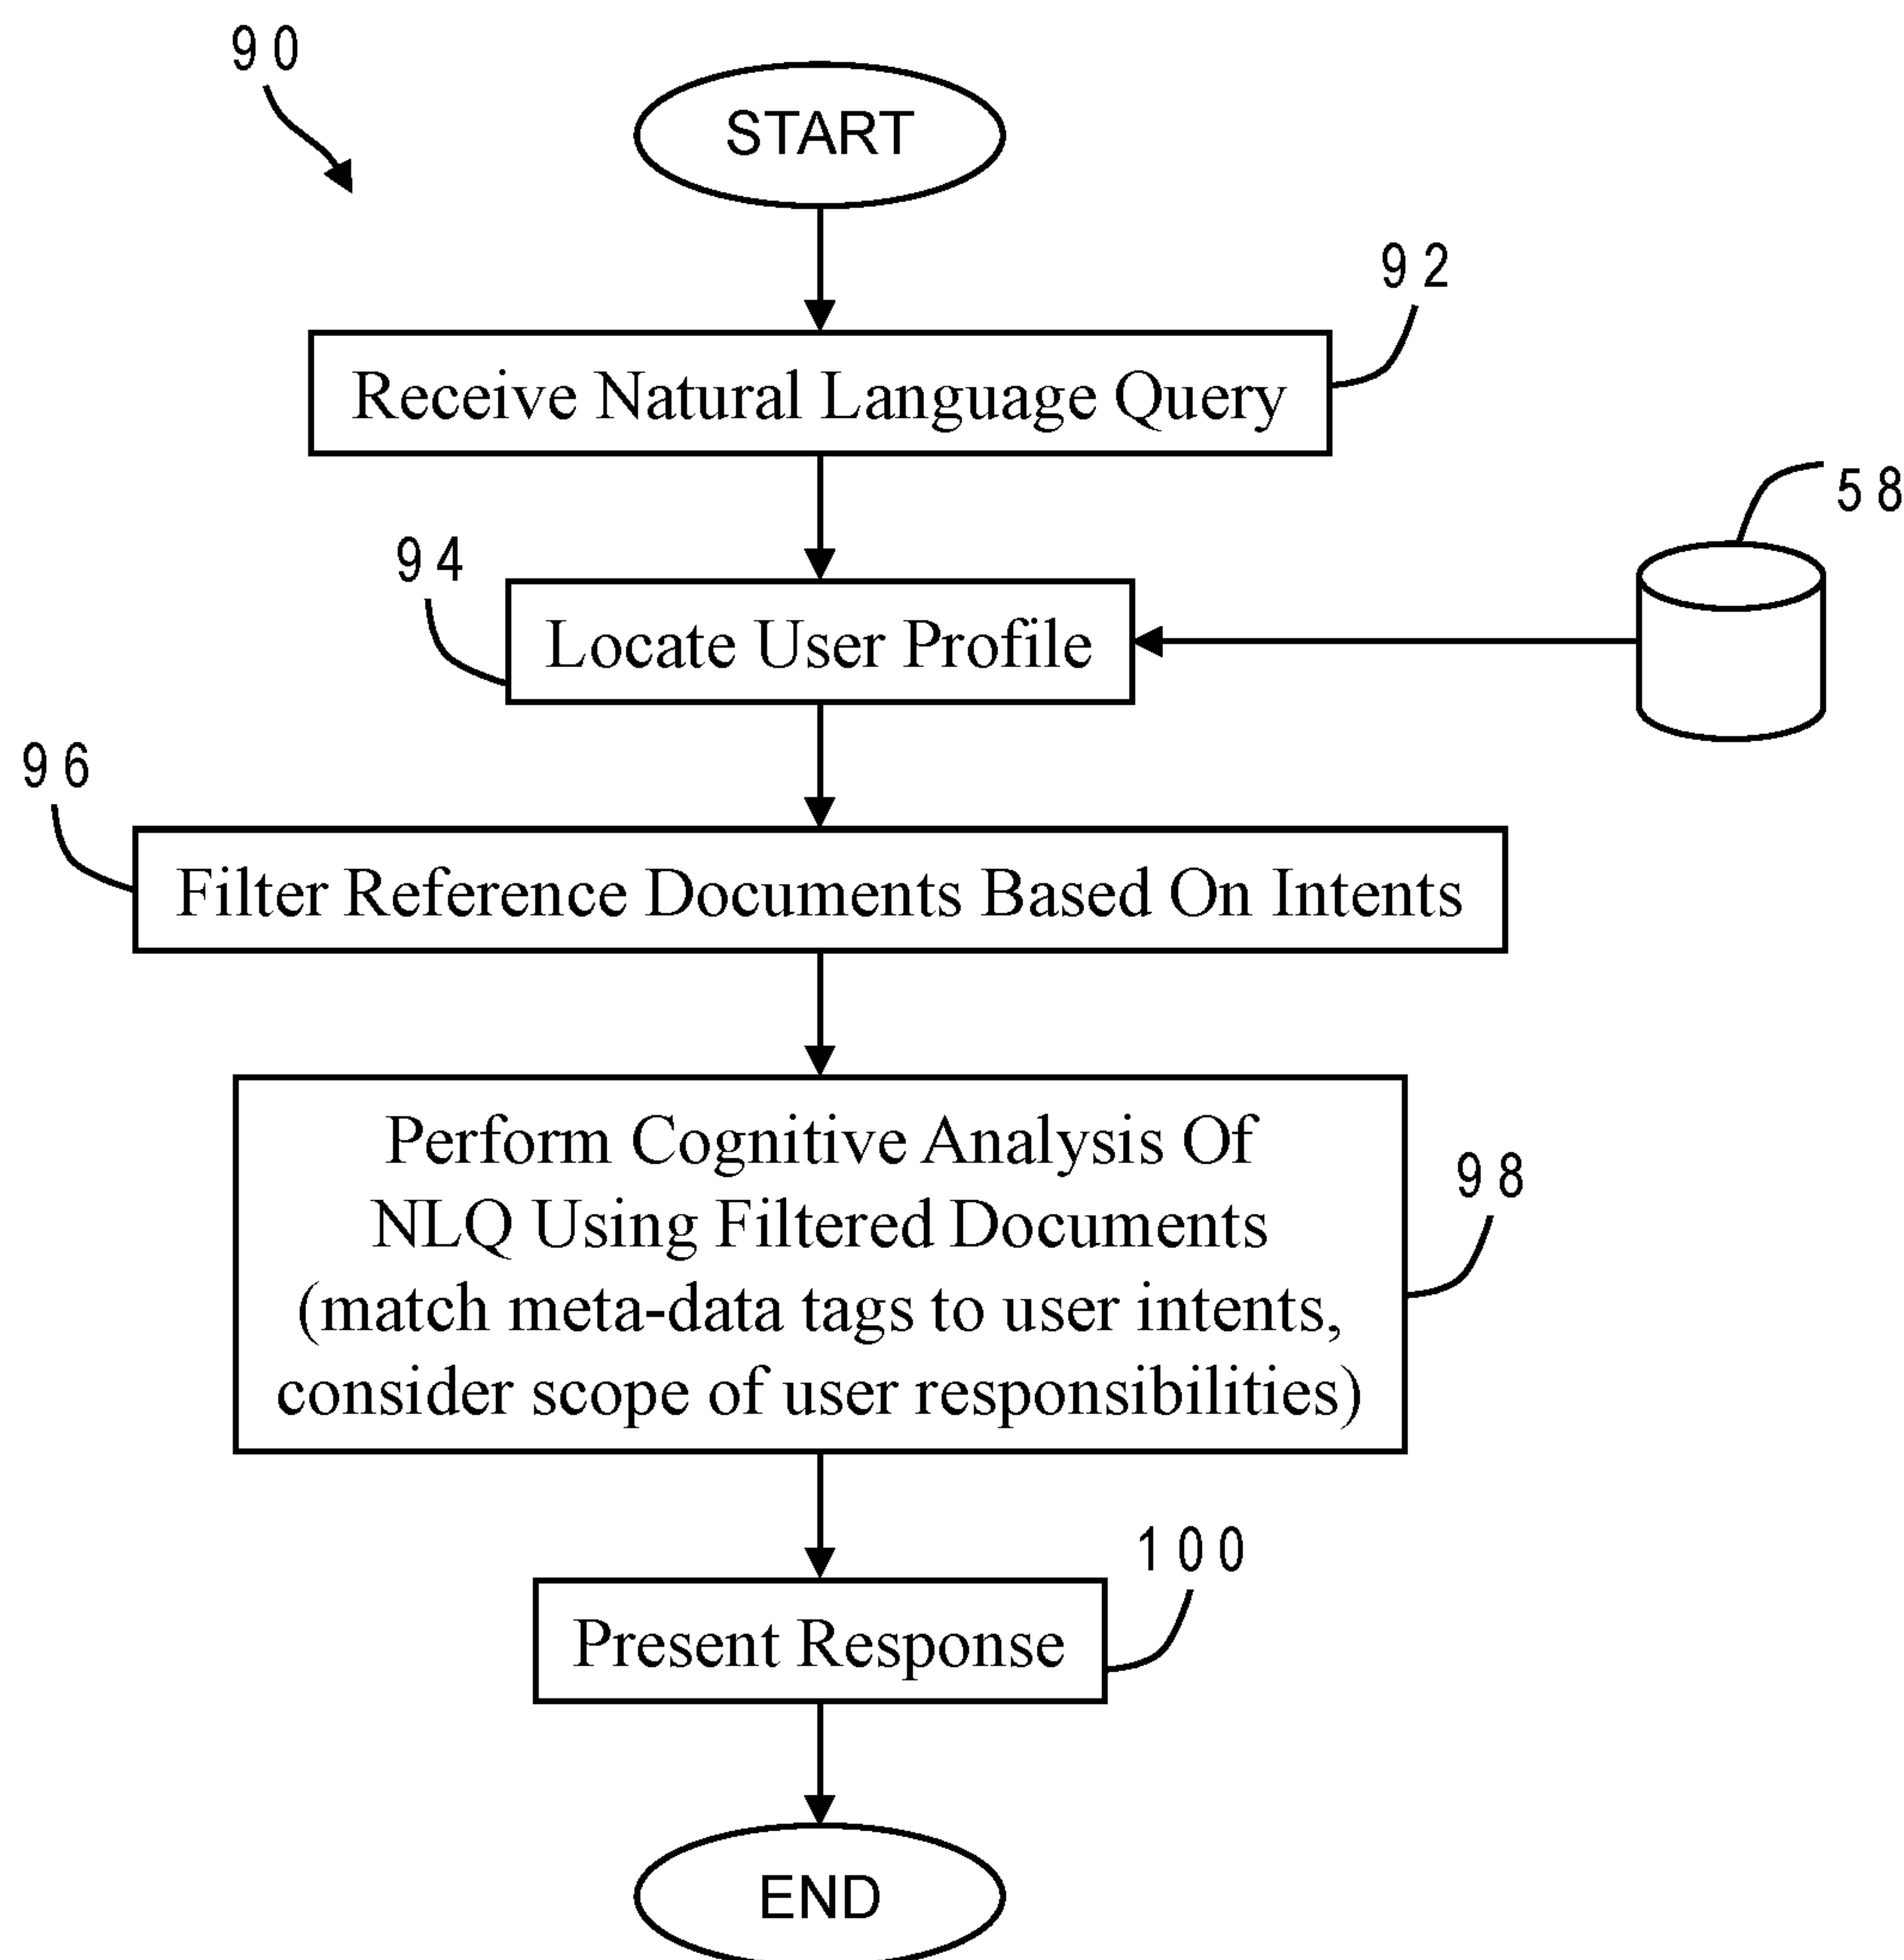 90
START
92
Receive Natural Language Query
58
94
Locate User Profile
96
Filter Reference Documents Based On Intents
Perform Cognitive Analysis Of
NLQ Using Filtered Documents
(match meta-data tags to user intents,
consider scope of user responsibilities)
98
100
Present Response
END